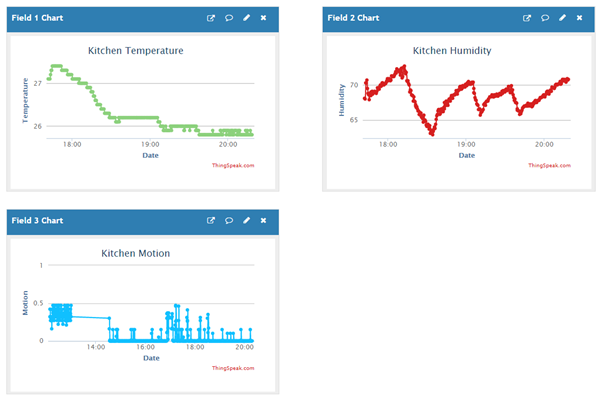 Field 1 Chart
Kitchen Temperature
Temperature
27
26
18:00 19:00 20:00
Date
ThingSpeak.com
Field 2 Chart
Kitchen Humidity
Humidity
70
65
18:00 19:00 20:00
Date
ThingSpeak.com
Field 3 Chart
Kitchen Motion
Motion
1
0.5
0
14:00 16:00 18:00 20:00
Date
ThingSpeak.com